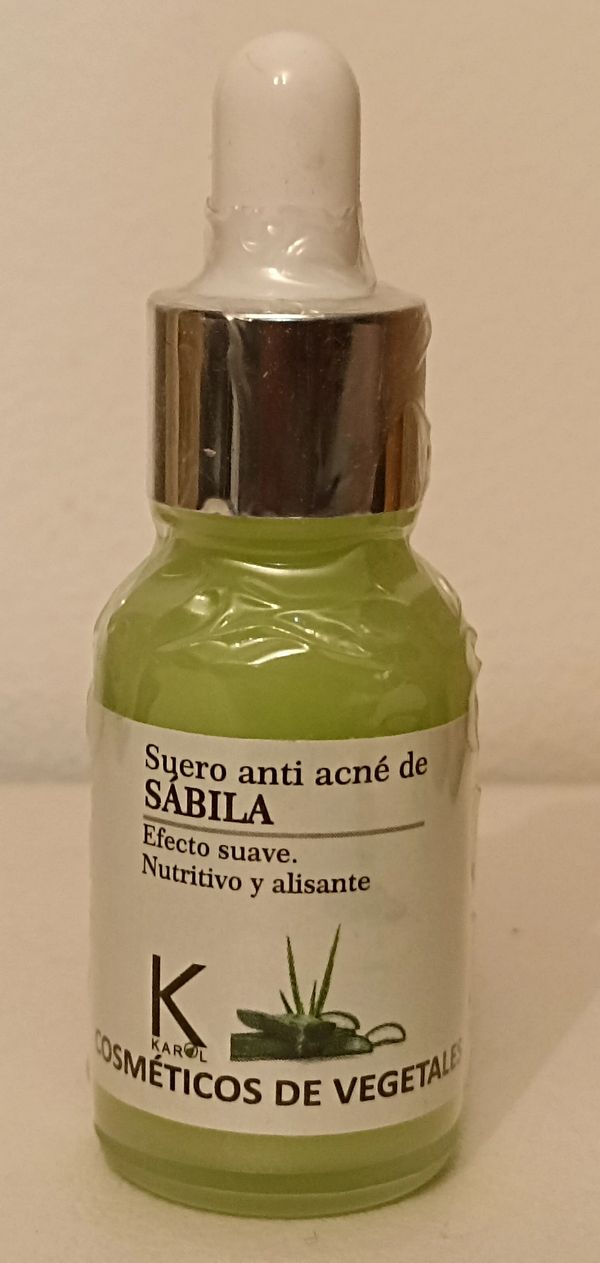 Suero anti acné de
SÁBILA
Efecto suave.
Nutritivo y alisante
K
KAROL
COSMÉTICOS DE VEGETALES